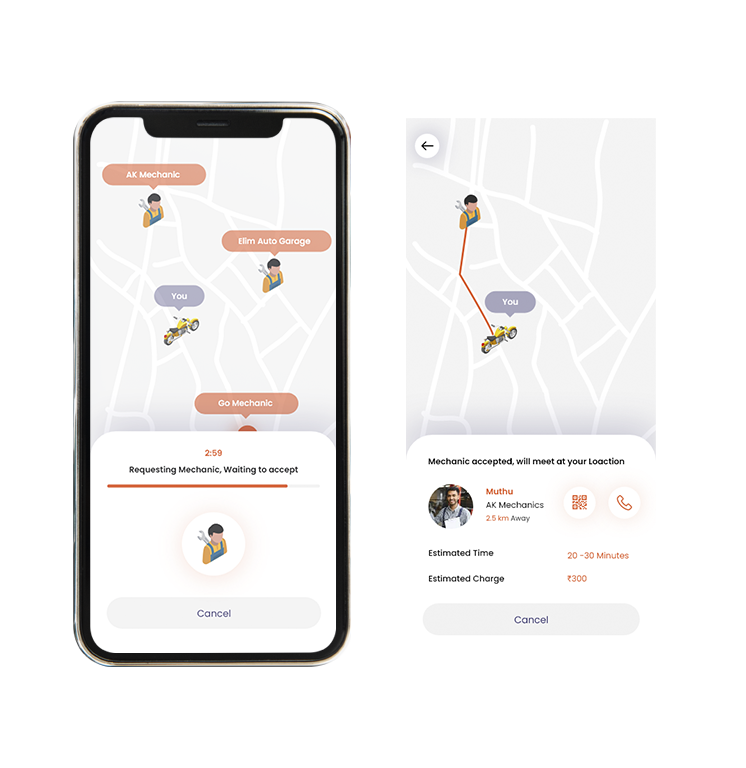 AK Mechanic
Elim Auto Garage
You
Go Mechanic
2:59
Requesting Mechanic, Waiting to accept
Cancel
You
Mechanic accepted, will meet at your Loaction
Muthu
AK Mechanics
2.5 km Away
Estimated Time
20 -30 Minutes
Estimated Charge
₹300
Cancel